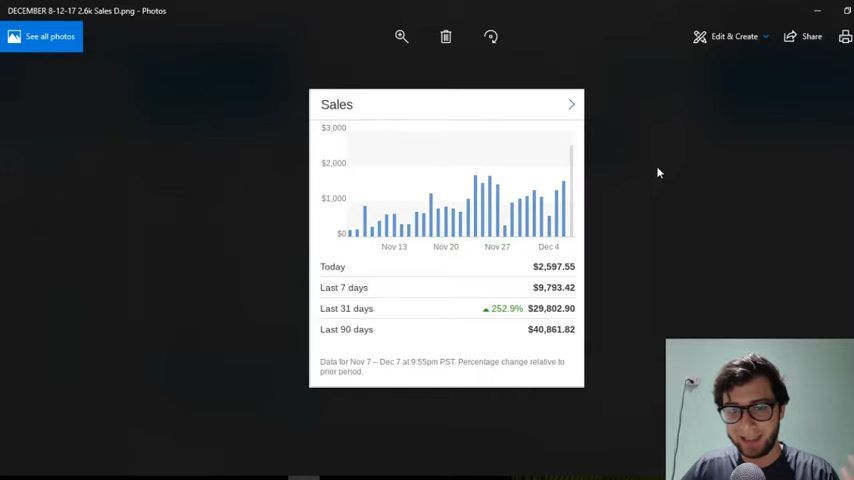 DECEMBER 8-12-17 2.6k Sales D.png - Photos
See all photos
Edit & Create
Share
Sales
$3,000
$2,000
$1,000
$0
Nov 13 Nov 20 Nov 27 Dec 4
Today $2,597.55
Last 7 days $9,793.42
Last 31 days 252.9% $29,802.90
Last 90 days $40,861.82
Data for Nov 7 – Dec 7 at 9:55pm PST. Percentage change relative to
prior period.